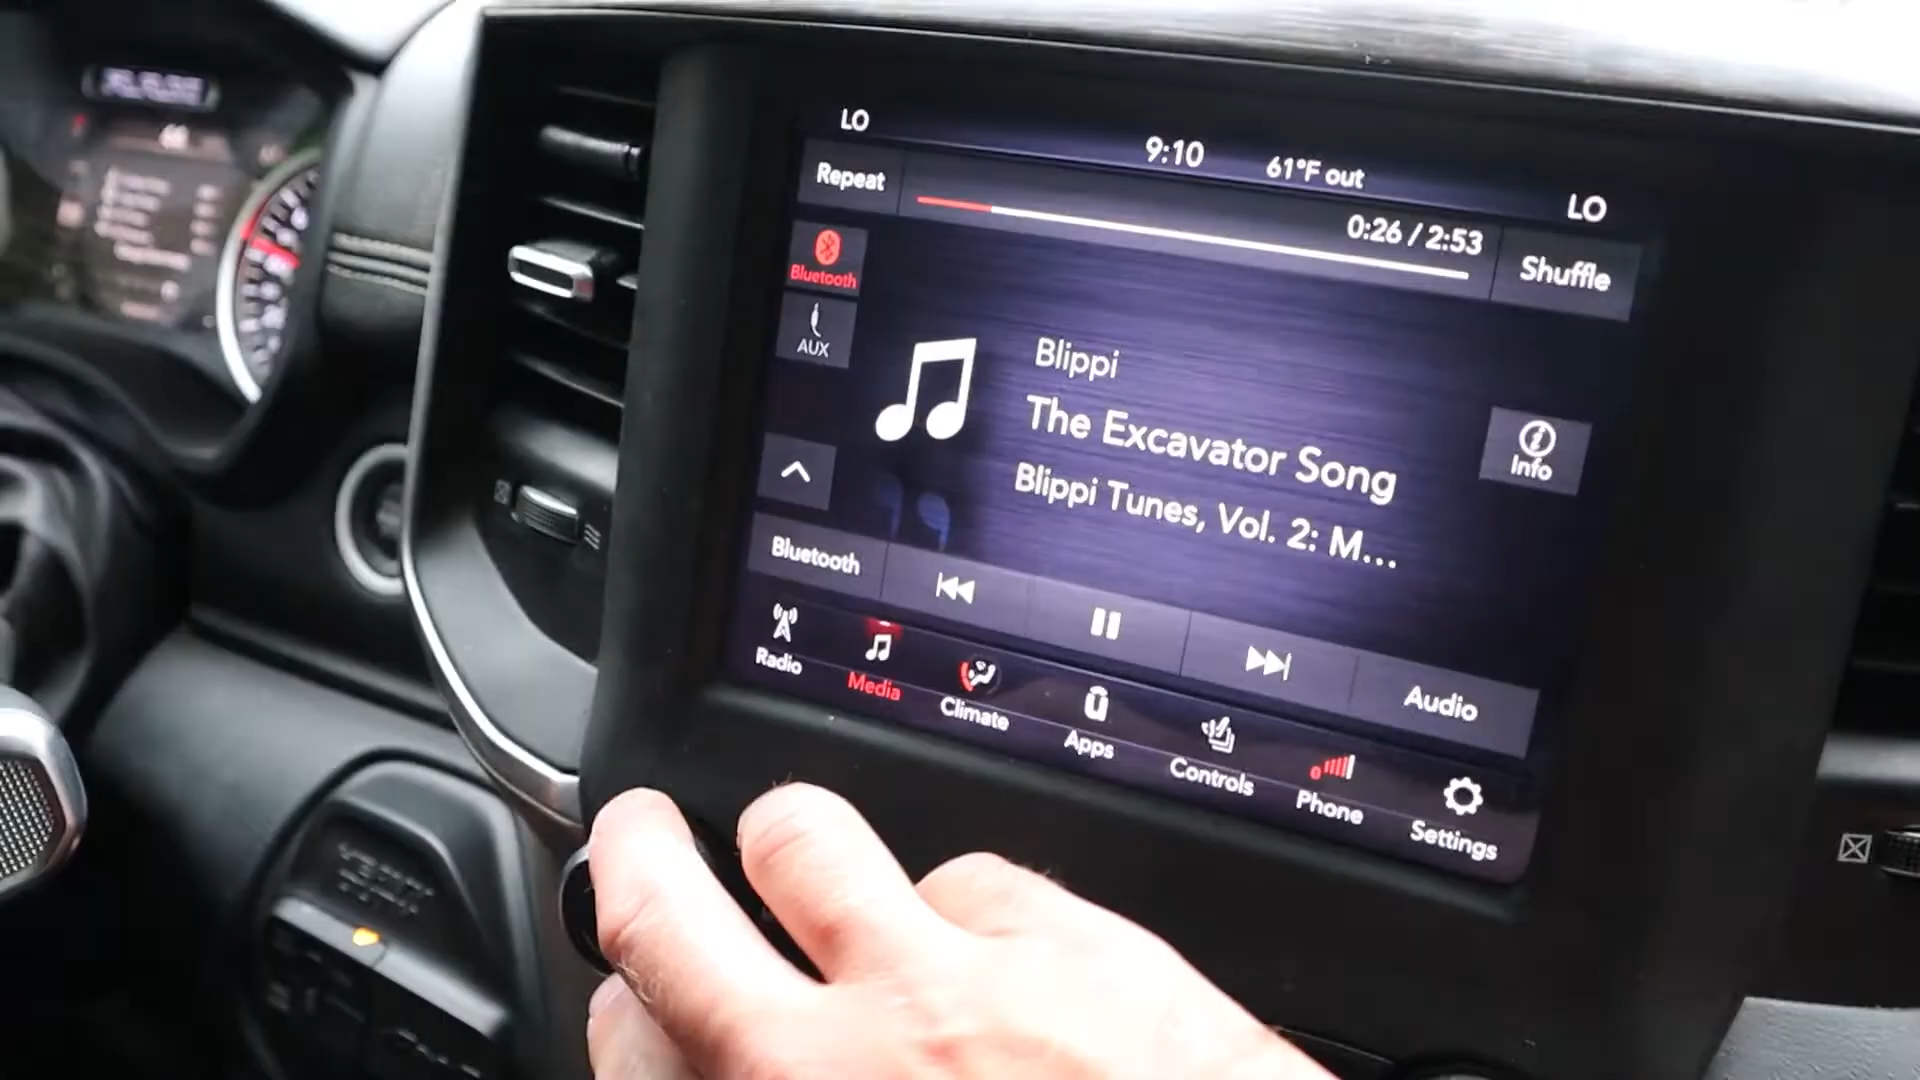 LO
9:10
61°F out
LO
Repeat
0:26 / 2:53
Shuffle
Bluetooth
AUX
Blippi
The Excavator Song
Blippi Tunes, Vol. 2: M...
Info
Bluetooth
Audio
Radio
Media
Climate
Apps
Controls
Phone
Settings